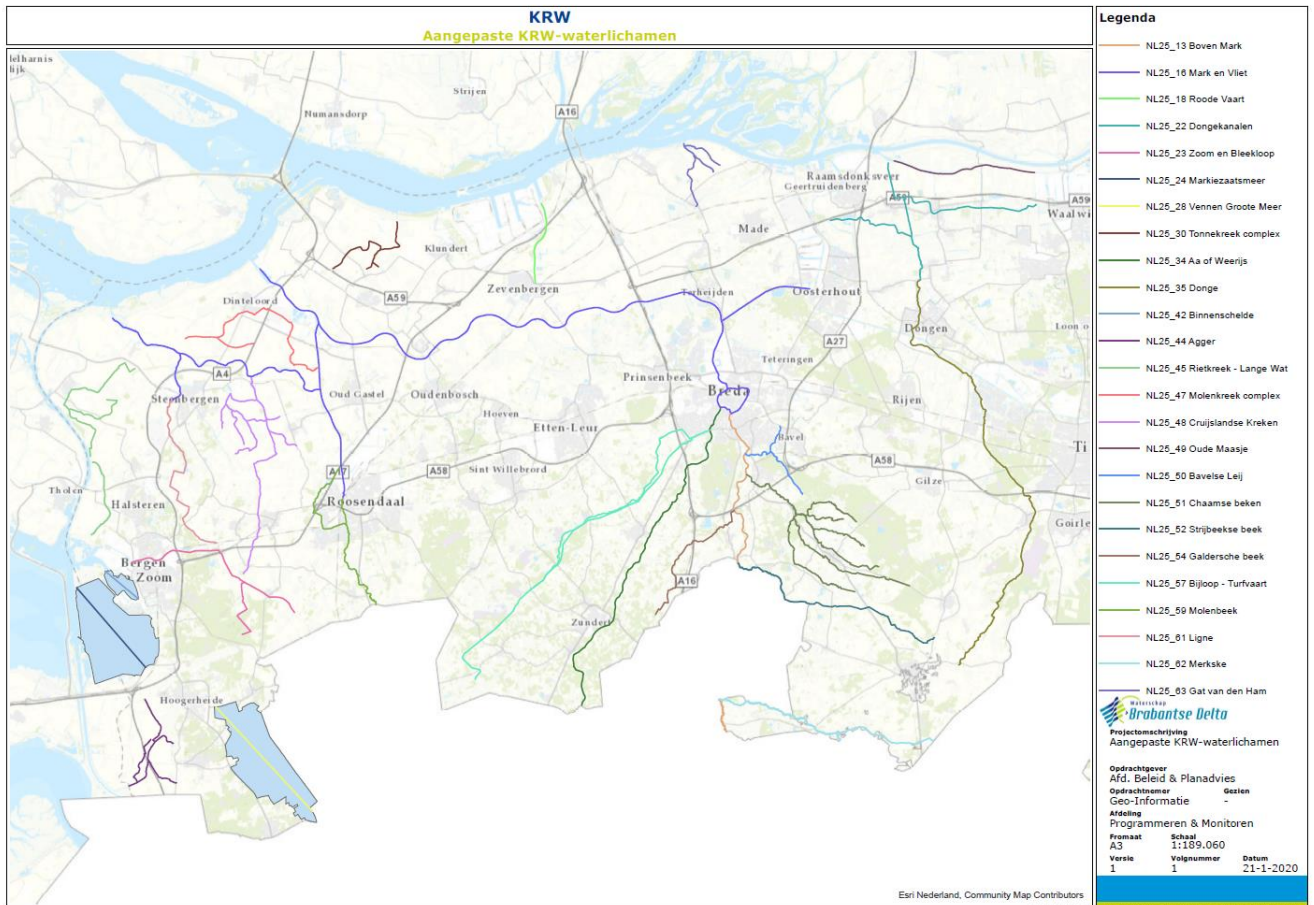 KRW
Aangepaste KRW-waterlichamen
Legenda
NL25_13 Boven Mark
NL25_16 Mark en Vliet
NL25_18 Roode Vaart
NL25_22 Dongekanalen
NL25_23 Zoom en Bleekloop
NL25_24 Markiezaatsmeer
NL25_28 Vennen Groote Meer
NL25_30 Tonnekreek complex
NL25_34 Aa of Weerijs
NL25_35 Donge
NL25_42 Binnenschelde
NL25_44 Agger
NL25_45 Rietkreek - Lange Wat
NL25_47 Molenkreek complex
NL25_48 Cruijslandse Kreken
NL25_49 Oude Maasje
NL25_50 Bavelse Leij
NL25_51 Chaamse beken
NL25_52 Strijbeekse beek
NL25_54 Galdersche beek
NL25_57 Bijloop - Turfvaart
NL25_59 Molenbeek
NL25_61 Ligne
NL25_62 Merkske
NL25_63 Gat van den Ham
Waterschap
Brabantse Delta
Projectomschrijving
Aangepaste KRW-waterlichamen
Opdrachtgever
Afd. Beleid & Planadvies
Opdrachtnemer Gezien
Geo-Informatie -
Afdeling
Programmeren & Monitoren
Fromaat Schaal
A3 1:189.060
Versie Volgnummer Datum
1 1 21-1-2020
elharnis
lijk
Strijen
Numansdorp
A16
Raamsdonksveer
Geertruidenberg
A59
A59
Waalwi
Made
Klundert
Zevenbergen
Terheijden
Oosterhout
Dinteloord
A59
Dongen
Loon o
A27
Teteringen
A4
Prinsenbeek
Breda
Steenbergen
Oud Gastel
Oudenbosch
Rijen
Hoeven
Etten-Leur
Bavel
Ti
A17
A58
Sint Willebrord
A58
Gilze
Tholen
Halsteren
Roosendaal
Goirle
Bergen
Zoom
A16
Zundert
Hoogerheide
Esri Nederland, Community Map Contributors